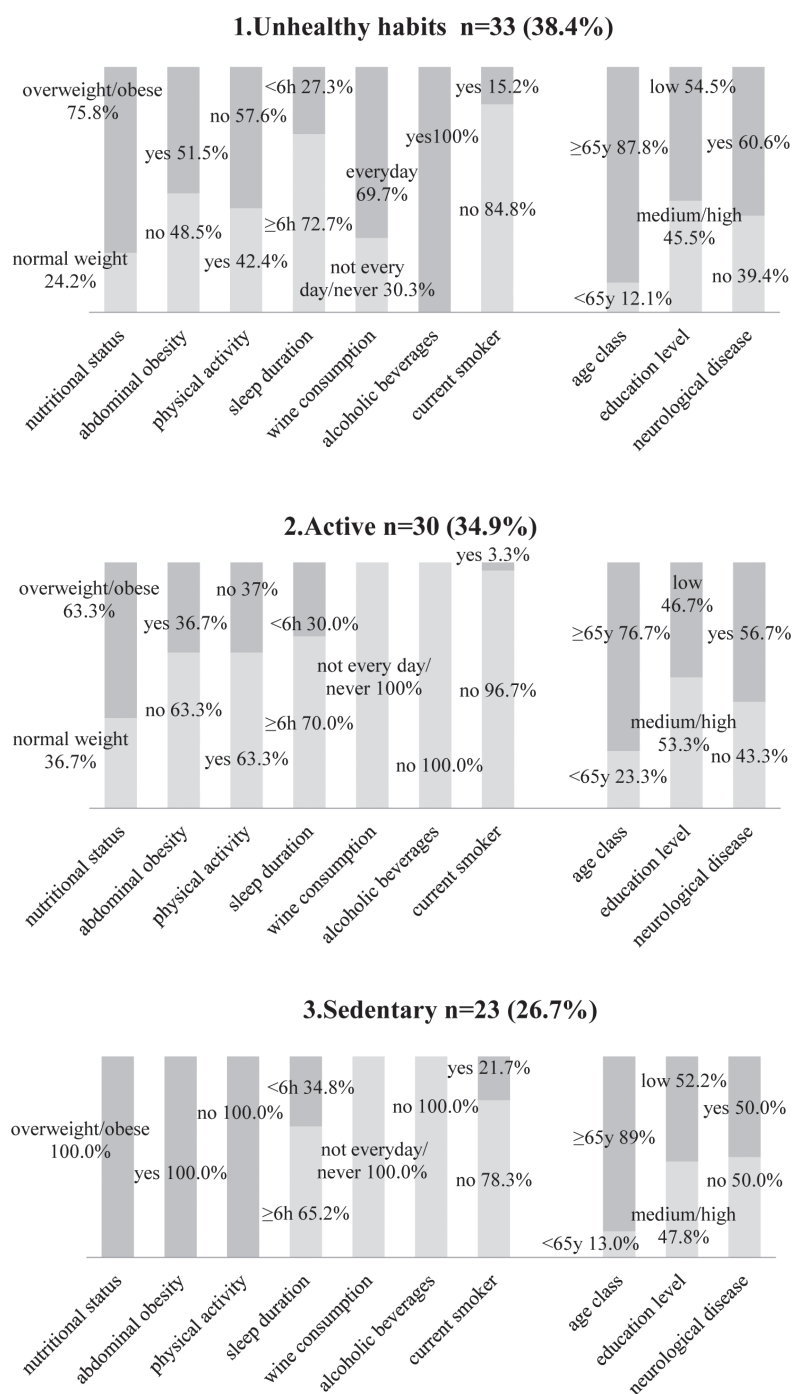 1.Unhealthy habits n=33 (38.4%)
overweight/obese
75.8%
normal weight
24.2%
yes 51.5%
no 48.5%
no 57.6%
yes 42.4%
<6h 27.3%
≥6h 72.7%
everyday
69.7%
not every
day/never 30.3%
yes100%
yes 15.2%
no 84.8%
≥65y 87.8%
<65y 12.1%
low 54.5%
medium/high
45.5%
yes 60.6%
no 39.4%
nutritional status
abdominal obesity
physical activity
sleep duration
wine consumption
alcoholic beverages
current smoker
age class
education level
neurological disease
2.Active n=30 (34.9%)
overweight/obese
63.3%
normal weight
36.7%
yes 36.7%
no 63.3%
no 37%
yes 63.3%
<6h 30.0%
≥6h 70.0%
not every day/
never 100%
no 100.0%
yes 3.3%
no 96.7%
≥65y 76.7%
<65y 23.3%
low
46.7%
medium/high
53.3%
yes 56.7%
no 43.3%
nutritional status
abdominal obesity
physical activity
sleep duration
wine consumption
alcoholic beverages
current smoker
age class
education level
neurological disease
3.Sedentary n=23 (26.7%)
overweight/obese
100.0%
yes 100.0%
no 100.0%
<6h 34.8%
≥6h 65.2%
not everyday/
never 100.0%
no 100.0%
yes 21.7%
no 78.3%
≥65y 89%
<65y 13.0%
low 52.2%
medium/high
47.8%
yes 50.0%
no 50.0%
nutritional status
abdominal obesity
physical activity
sleep duration
wine consumption
alcoholic beverages
current smoker
age class
education level
neurological disease